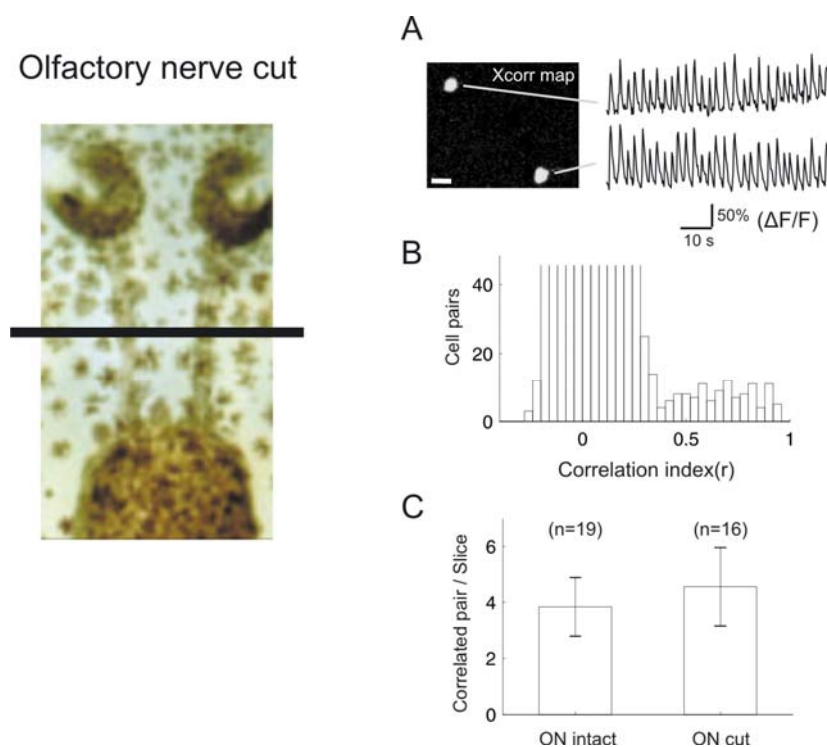 Olfactory nerve cut
A
Xcorr map
50% (ΔF/F)
10 s
B
Cell pairs
40
20
0
0 0.5 1
Correlation index(r)
C
(n=19) (n=16)
Correlated pair / Slice
6
4
2
0
ON intact ON cut